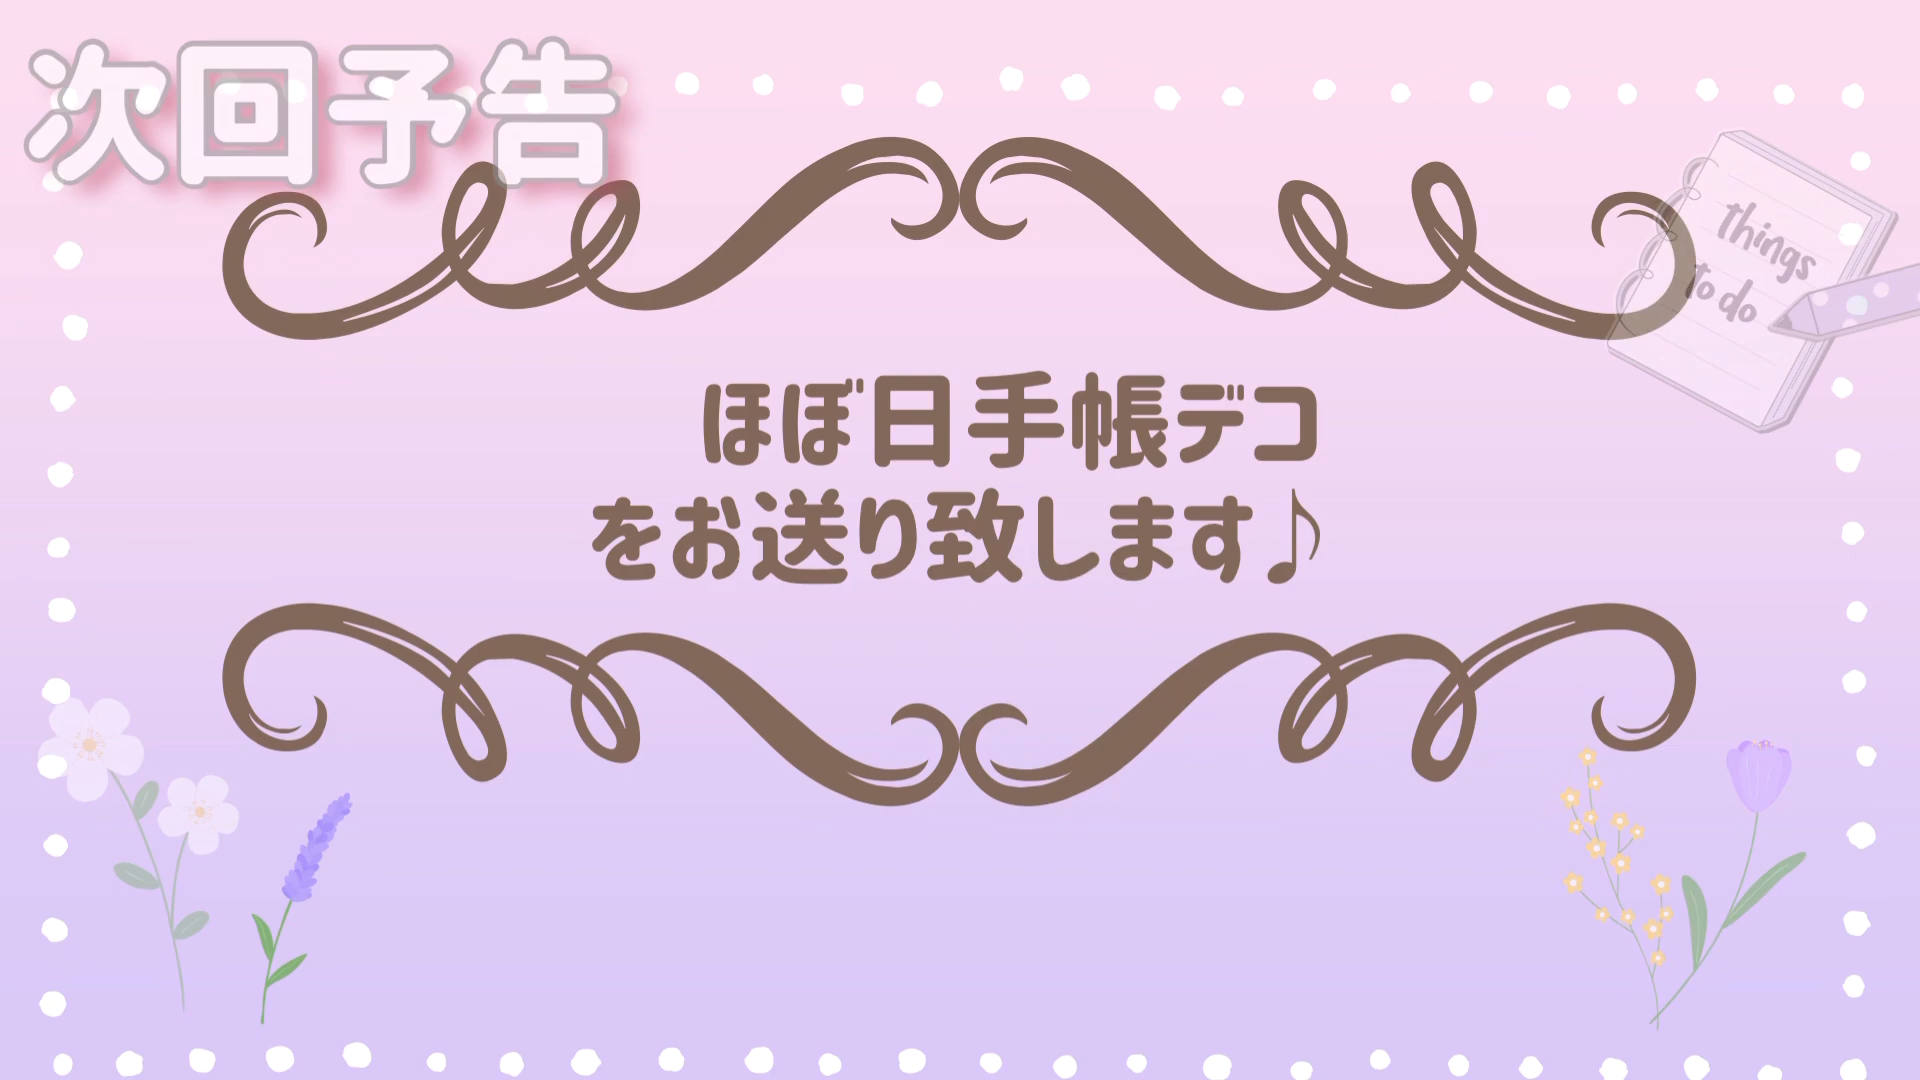 次回予告
things
to do
ほぼ日手帳デコ
をお送り致します♪